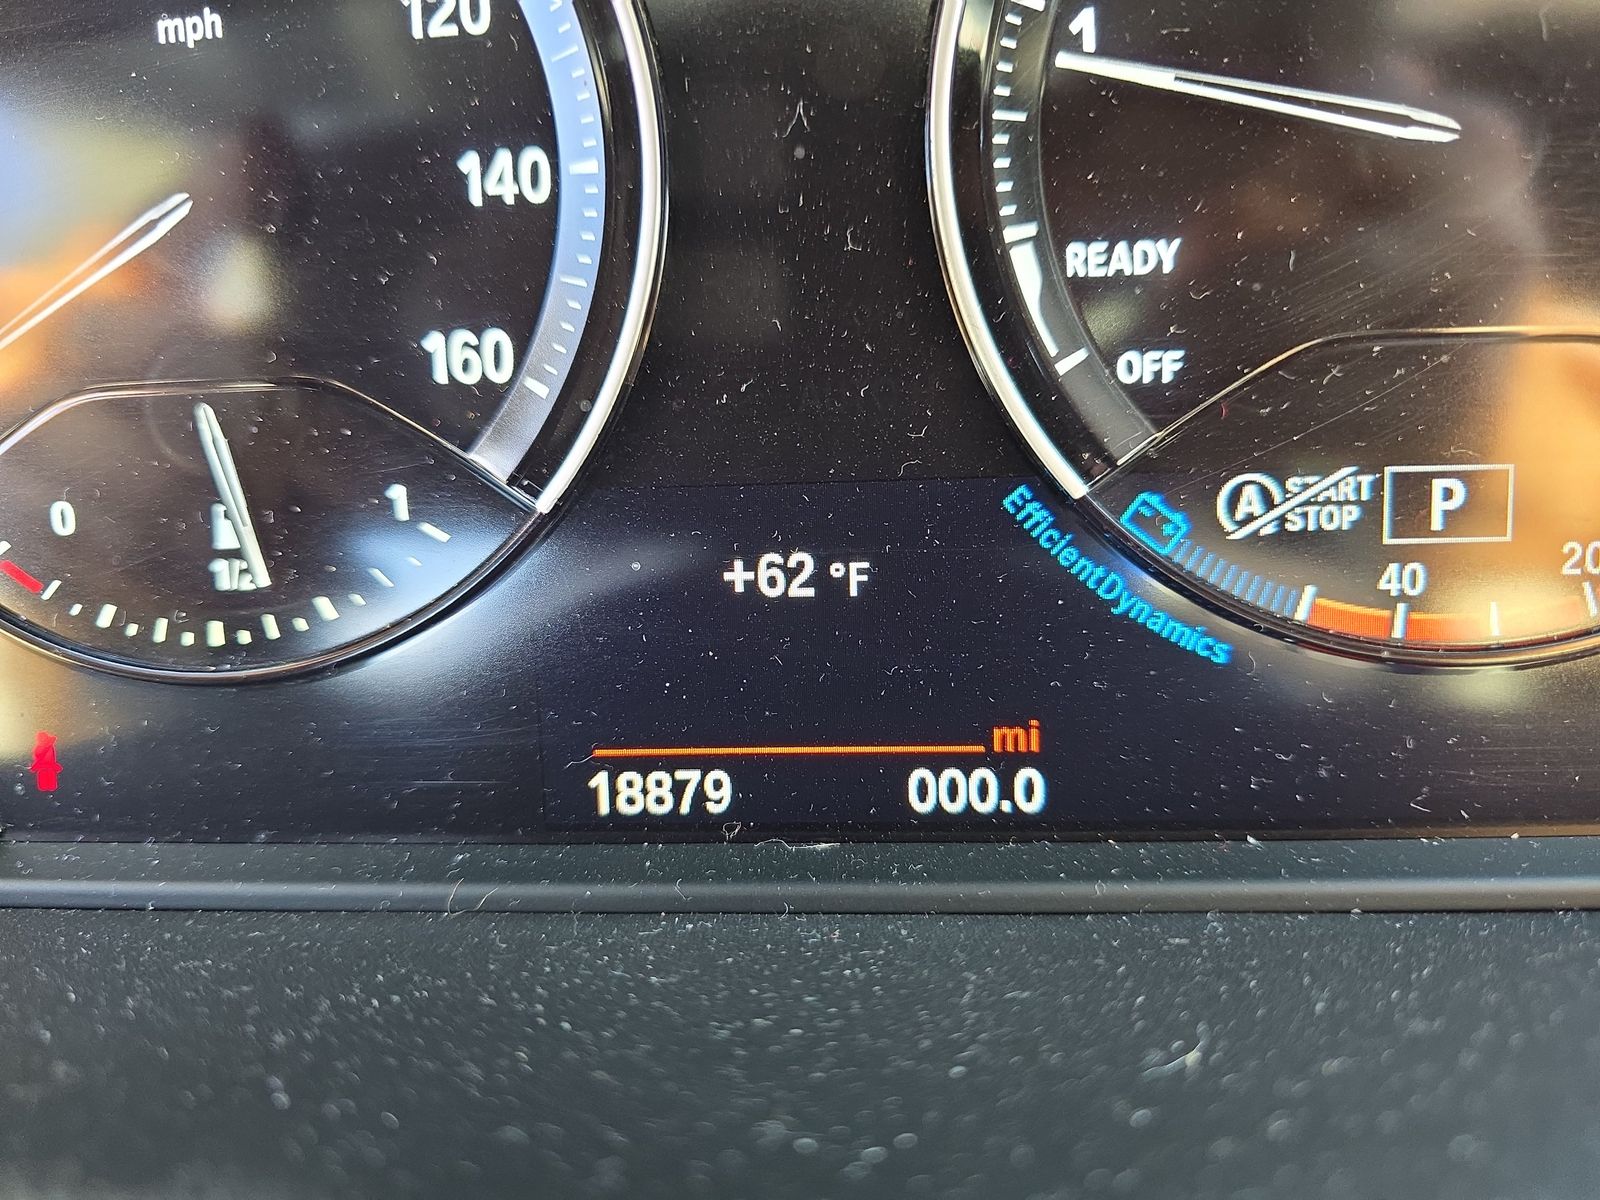 mph
120
140
160
0
1/2
1
1
READY
OFF
A START STOP
P
40
20
EfficientDynamics
+62 °F
mi
18879 000.0